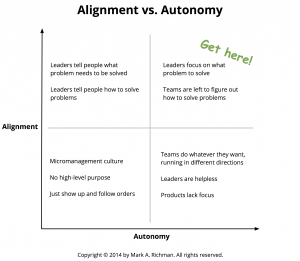 Alignment vs. Autonomy
Get here!
Leaders tell people what
problem needs to be solved
Leaders tell people how to solve
problems
Leaders focus on what
problem to solve
Teams are left to figure out
how to solve problems
Alignment
Micromanagement culture
No high-level purpose
Just show up and follow orders
Teams do whatever they want,
running in different directions
Leaders are helpless
Products lack focus
Autonomy
Copyright © 2014 by Mark A. Richman. All rights reserved.